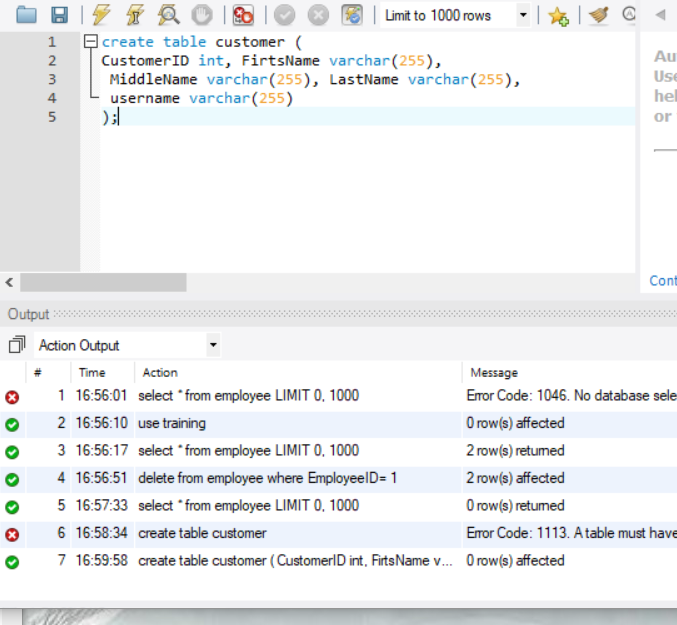 Limit to 1000 rows
1 create table customer (
2 CustomerID int, FirtsName varchar(255),
3 MiddleName varchar(255), LastName varchar(255),
4 username varchar(255)
5 );
Au
Use
hel
or
Cont
Output
Action Output
# Time Action Message
1 16:56:01 select * from employee LIMIT 0, 1000 Error Code: 1046. No database sele
2 16:56:10 use training 0 row(s) affected
3 16:56:17 select * from employee LIMIT 0, 1000 2 row(s) returned
4 16:56:51 delete from employee where EmployeeID= 1 2 row(s) affected
5 16:57:33 select * from employee LIMIT 0, 1000 0 row(s) returned
6 16:58:34 create table customer Error Code: 1113. A table must have
7 16:59:58 create table customer ( CustomerID int, FirtsName v... 0 row(s) affected